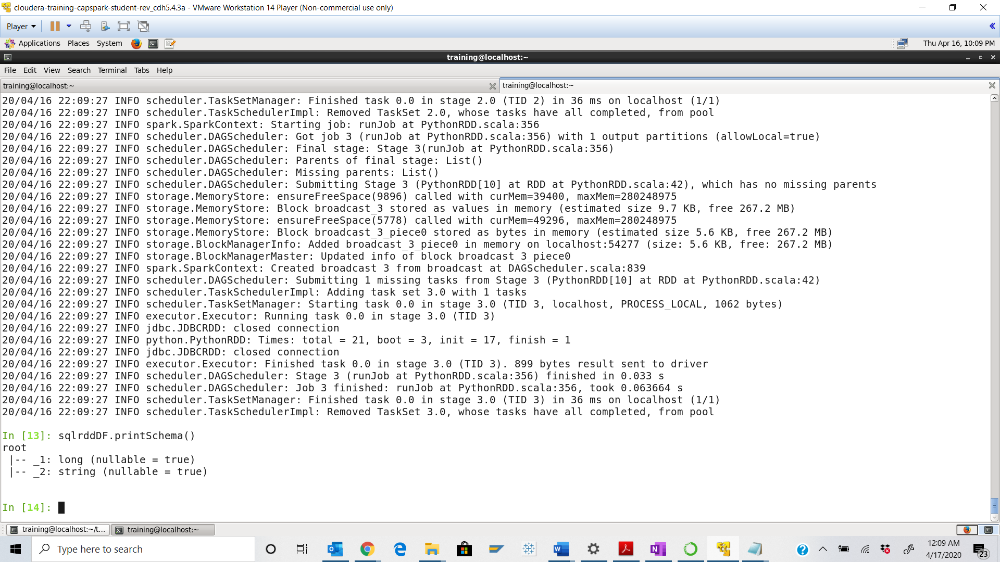 cloudera-training-capspark-student-rev_cdh5.4.3a - VMware Workstation 14 Player (Non-commercial use only)
Player
Applications Places System Thu Apr 16, 10:09 PM
training@localhost:~
File Edit View Search Terminal Tabs Help
training@localhost:~ training@localhost:~
20/04/16 22:09:27 INFO scheduler.TaskSetManager: Finished task 0.0 in stage 2.0 (TID 2) in 36 ms on localhost (1/1)
20/04/16 22:09:27 INFO scheduler.TaskSchedulerImpl: Removed TaskSet 2.0, whose tasks have all completed, from pool
20/04/16 22:09:27 INFO spark.SparkContext: Starting job: runJob at PythonRDD.scala:356
20/04/16 22:09:27 INFO scheduler.DAGScheduler: Got job 3 (runJob at PythonRDD.scala:356) with 1 output partitions (allowLocal=true)
20/04/16 22:09:27 INFO scheduler.DAGScheduler: Final stage: Stage 3(runJob at PythonRDD.scala:356)
20/04/16 22:09:27 INFO scheduler.DAGScheduler: Parents of final stage: List()
20/04/16 22:09:27 INFO scheduler.DAGScheduler: Missing parents: List()
20/04/16 22:09:27 INFO scheduler.DAGScheduler: Submitting Stage 3 (PythonRDD[10] at RDD at PythonRDD.scala:42), which has no missing parents
20/04/16 22:09:27 INFO storage.MemoryStore: ensureFreeSpace(9896) called with curMem=39400, maxMem=280248975
20/04/16 22:09:27 INFO storage.MemoryStore: Block broadcast_3 stored as values in memory (estimated size 9.7 KB, free 267.2 MB)
20/04/16 22:09:27 INFO storage.MemoryStore: ensureFreeSpace(5778) called with curMem=49296, maxMem=280248975
20/04/16 22:09:27 INFO storage.MemoryStore: Block broadcast_3_piece0 stored as bytes in memory (estimated size 5.6 KB, free 267.2 MB)
20/04/16 22:09:27 INFO storage.BlockManagerInfo: Added broadcast_3_piece0 in memory on localhost:54277 (size: 5.6 KB, free: 267.2 MB)
20/04/16 22:09:27 INFO storage.BlockManagerMaster: Updated info of block broadcast_3_piece0
20/04/16 22:09:27 INFO spark.SparkContext: Created broadcast 3 from broadcast at DAGScheduler.scala:839
20/04/16 22:09:27 INFO scheduler.DAGScheduler: Submitting 1 missing tasks from Stage 3 (PythonRDD[10] at RDD at PythonRDD.scala:42)
20/04/16 22:09:27 INFO scheduler.TaskSchedulerImpl: Adding task set 3.0 with 1 tasks
20/04/16 22:09:27 INFO scheduler.TaskSetManager: Starting task 0.0 in stage 3.0 (TID 3, localhost, PROCESS_LOCAL, 1062 bytes)
20/04/16 22:09:27 INFO executor.Executor: Running task 0.0 in stage 3.0 (TID 3)
20/04/16 22:09:27 INFO jdbc.JDBCRDD: closed connection
20/04/16 22:09:27 INFO python.PythonRDD: Times: total = 21, boot = 3, init = 17, finish = 1
20/04/16 22:09:27 INFO jdbc.JDBCRDD: closed connection
20/04/16 22:09:27 INFO executor.Executor: Finished task 0.0 in stage 3.0 (TID 3). 899 bytes result sent to driver
20/04/16 22:09:27 INFO scheduler.DAGScheduler: Stage 3 (runJob at PythonRDD.scala:356) finished in 0.033 s
20/04/16 22:09:27 INFO scheduler.DAGScheduler: Job 3 finished: runJob at PythonRDD.scala:356, took 0.063664 s
20/04/16 22:09:27 INFO scheduler.TaskSetManager: Finished task 0.0 in stage 3.0 (TID 3) in 36 ms on localhost (1/1)
20/04/16 22:09:27 INFO scheduler.TaskSchedulerImpl: Removed TaskSet 3.0, whose tasks have all completed, from pool
In [13]: sqlrddDF.printSchema()
root
 |-- _1: long (nullable = true)
 |-- _2: string (nullable = true)
In [14]:
training@localhost:~/t... training@localhost:~
Type here to search
12:09 AM
4/17/2020
23